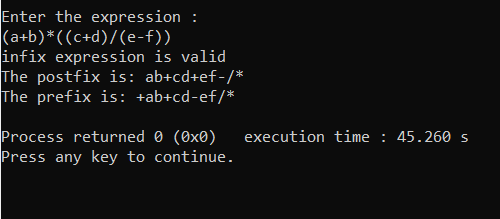 Enter the expression :
(a+b)*((c+d)/(e-f))
infix expression is valid
The postfix is: ab+cd+ef-/*
The prefix is: +ab+cd-ef/*
Process returned 0 (0x0)   execution time : 45.260 s
Press any key to continue.